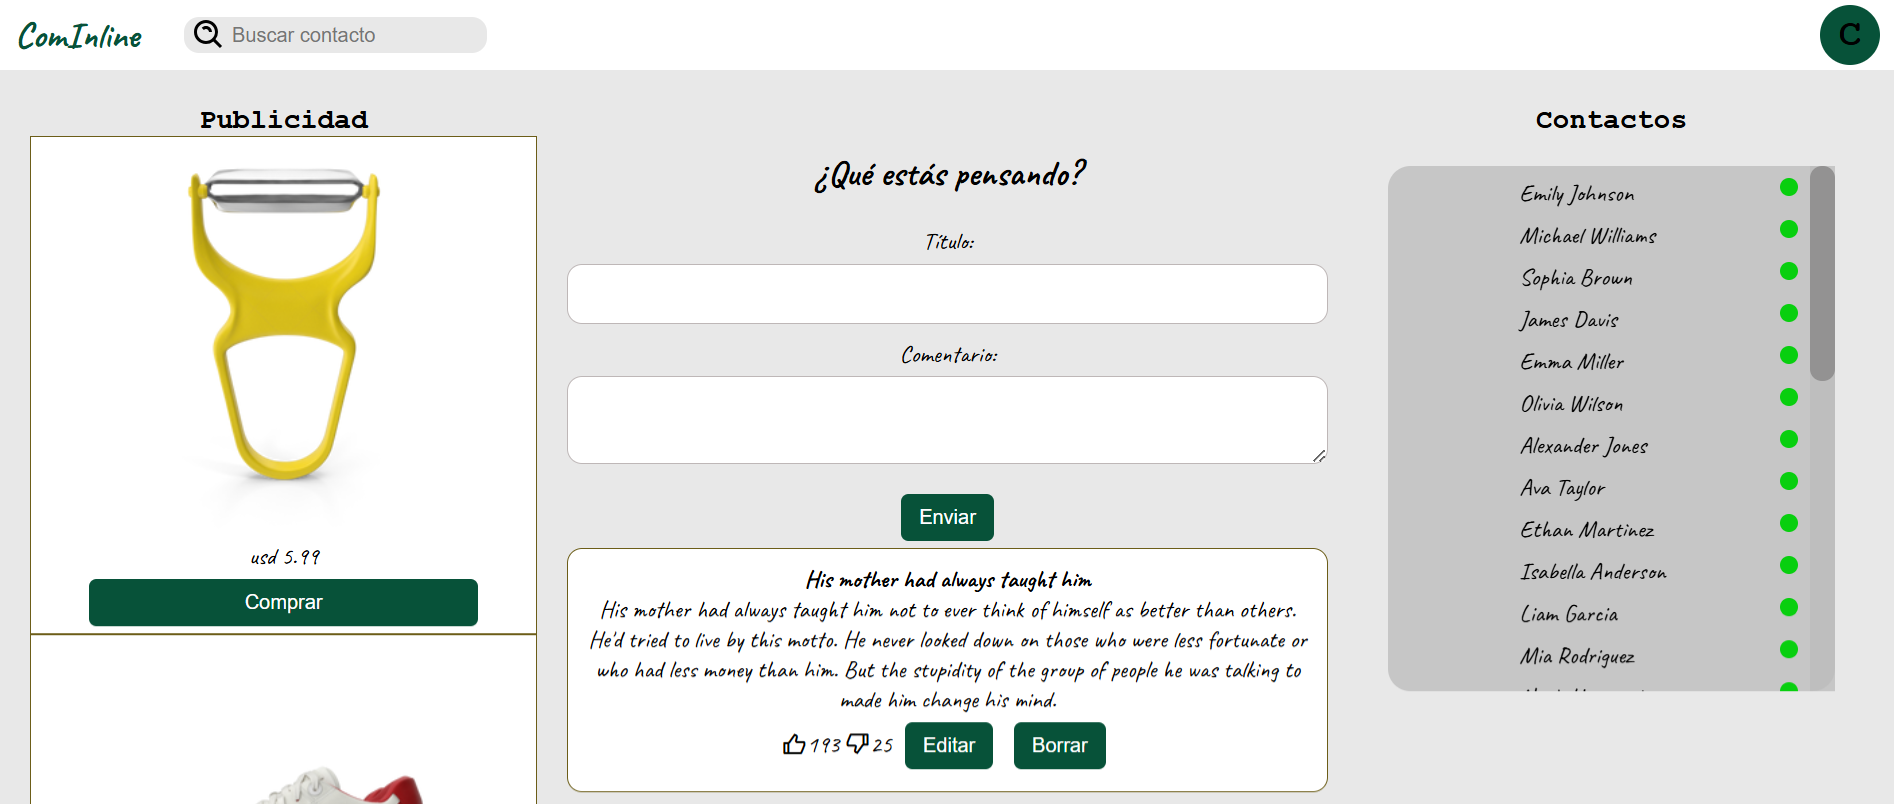 ComInline
Buscar contacto
C
Publicidad
usd 5.99
Comprar
¿Qué estás pensando?
Título:
Comentario:
Enviar
His mother had always taught him
His mother had always taught him not to ever think of himself as better than others.
He'd tried to live by this motto. He never looked down on those who were less fortunate or
who had less money than him. But the stupidity of the group of people he was talking to
made him change his mind.
193 25 Editar Borrar
Contactos
Emily Johnson
Michael Williams
Sophia Brown
James Davis
Emma Miller
Olivia Wilson
Alexander Jones
Ava Taylor
Ethan Martinez
Isabella Anderson
Liam Garcia
Mia Rodriguez